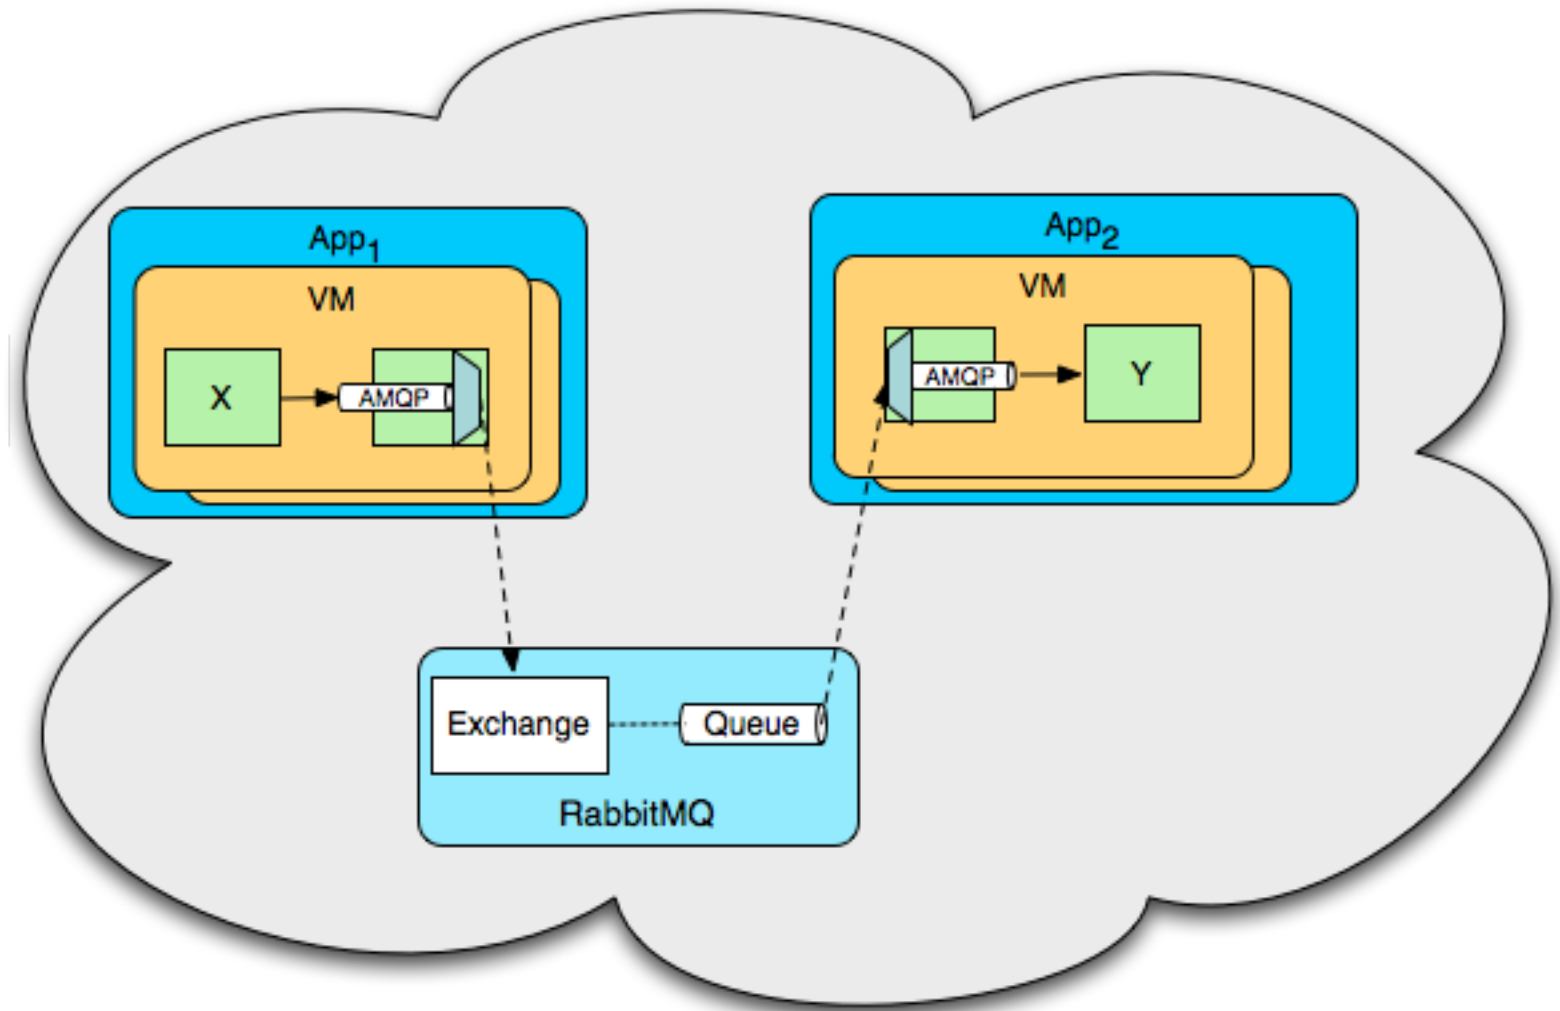 App1
VM
X
AMQP
App2
VM
AMQP
Y
Exchange
Queue
RabbitMQ